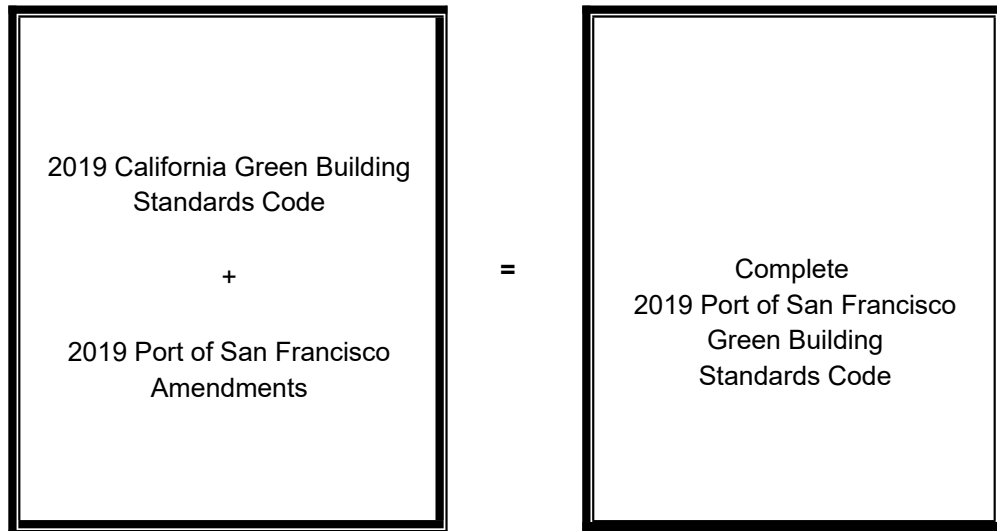 2019 California Green Building
Standards Code
+
2019 Port of San Francisco
Amendments
=
Complete
2019 Port of San Francisco
Green Building
Standards Code